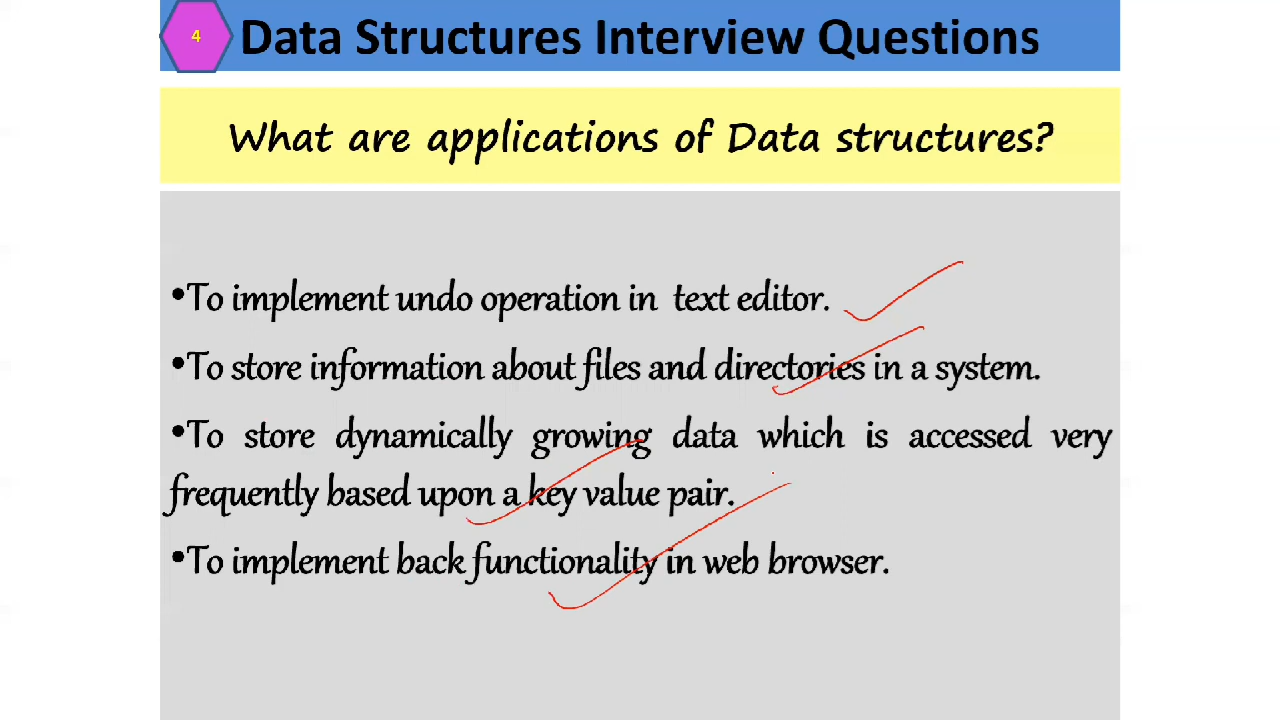 4
Data Structures Interview Questions
What are applications of Data structures?
•To implement undo operation in text editor.
•To store information about files and directories in a system.
•To store dynamically growing data which is accessed very
frequently based upon a key value pair.
•To implement back functionality in web browser.